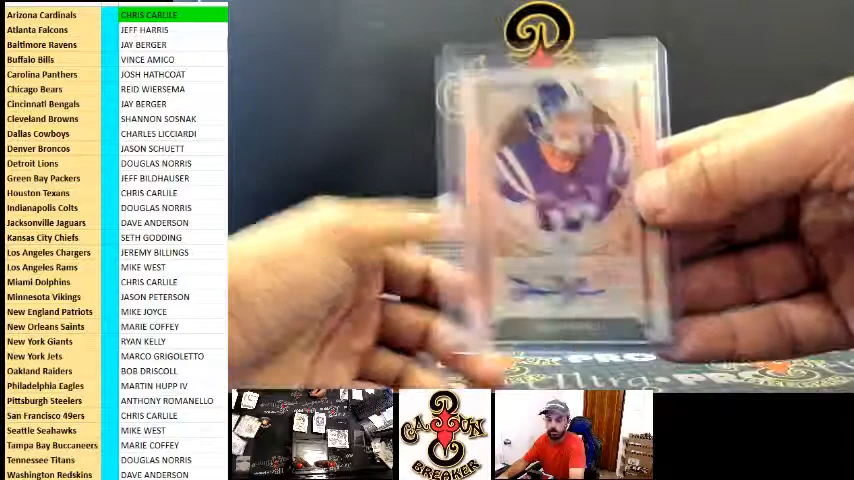 Arizona Cardinals CHRIS CARLILE
Atlanta Falcons JEFF HARRIS
Baltimore Ravens JAY BERGER
Buffalo Bills VINCE AMICO
Carolina Panthers JOSH HATHCOAT
Chicago Bears REID WIERSEMA
Cincinnati Bengals JAY BERGER
Cleveland Browns SHANNON SOSNAK
Dallas Cowboys CHARLES LICCIARDI
Denver Broncos JASON SCHUETT
Detroit Lions DOUGLAS NORRIS
Green Bay Packers JEFF BILDHAUSER
Houston Texans CHRIS CARLILE
Indianapolis Colts DOUGLAS NORRIS
Jacksonville Jaguars DAVE ANDERSON
Kansas City Chiefs SETH GODDING
Los Angeles Chargers JEREMY BILLINGS
Los Angeles Rams MIKE WEST
Miami Dolphins CHRIS CARLILE
Minnesota Vikings JASON PETERSON
New England Patriots MIKE JOYCE
New Orleans Saints MARIE COFFEY
New York Giants RYAN KELLY
New York Jets MARCO GRIGOLETTO
Oakland Raiders BOB DRISCOLL
Philadelphia Eagles MARTIN HUPP IV
Pittsburgh Steelers ANTHONY ROMANELLO
San Francisco 49ers CHRIS CARLILE
Seattle Seahawks MIKE WEST
Tampa Bay Buccaneers MARIE COFFEY
Tennessee Titans DOUGLAS NORRIS
Washington Redskins DAVE ANDERSON
PRO
CAJUN
BREAKER